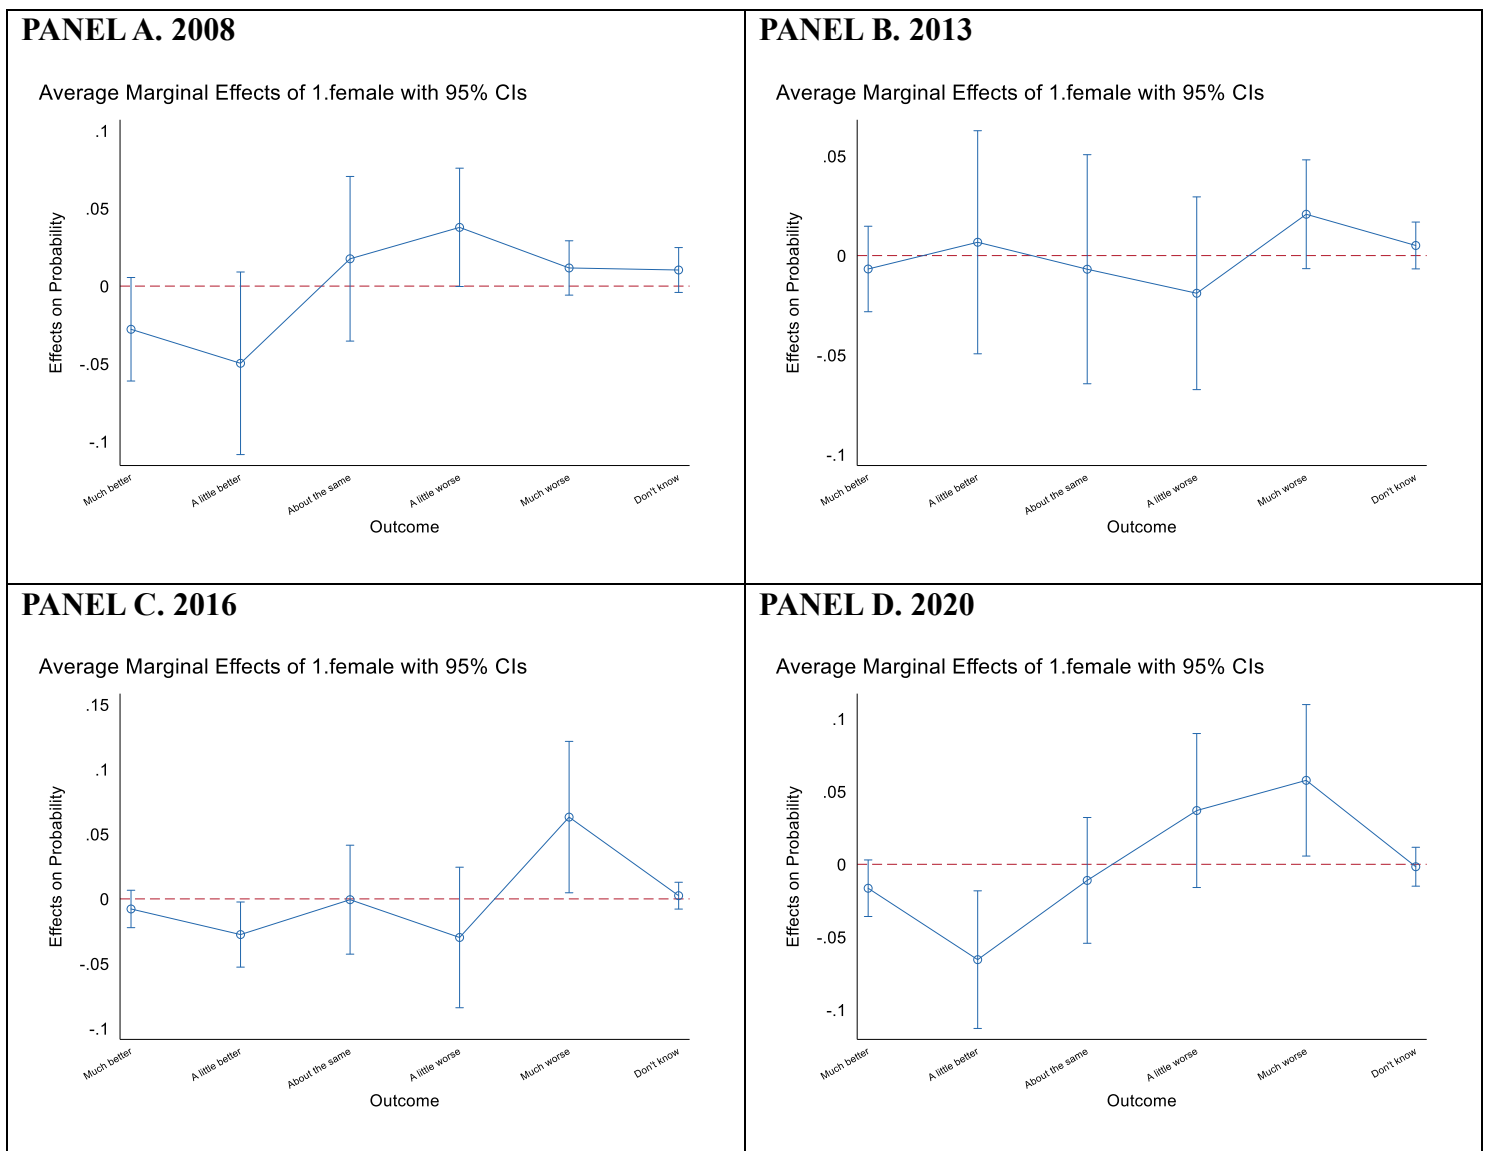 PANEL A. 2008
Average Marginal Effects of 1.female with 95% CIs
Effects on Probability
.1
.05
0
-.05
-.1
Much better
A little better
About the same
A little worse
Much worse
Don't know
Outcome
PANEL B. 2013
Average Marginal Effects of 1.female with 95% CIs
Effects on Probability
.05
0
-.05
-.1
Much better
A little better
About the same
A little worse
Much worse
Don't know
Outcome
PANEL C. 2016
Average Marginal Effects of 1.female with 95% CIs
Effects on Probability
.15
.1
.05
0
-.05
-.1
Much better
A little better
About the same
A little worse
Much worse
Don't know
Outcome
PANEL D. 2020
Average Marginal Effects of 1.female with 95% CIs
Effects on Probability
.1
.05
0
-.05
-.1
Much better
A little better
About the same
A little worse
Much worse
Don't know
Outcome